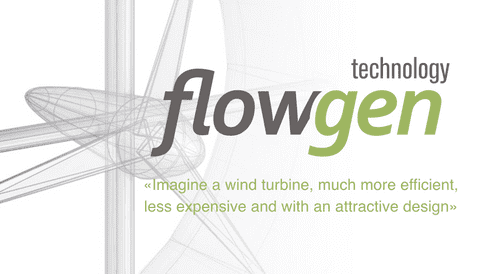 technology
flowgen
«Imagine a wind turbine, much more efficient,
less expensive and with an attractive design»